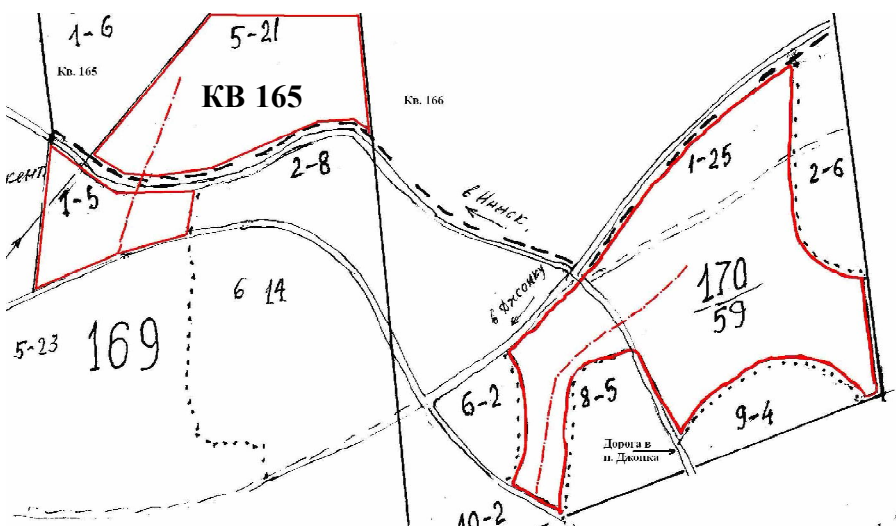 1-6
5-21
Кв. 165
КВ 165
Кв. 166
1-25
2-8
2-6
1-5
в Нинск.
6 14
170
59
в Джонку
5-23
169
6-2
8-5
9-4
Дорога в
п. Джонка
10-2